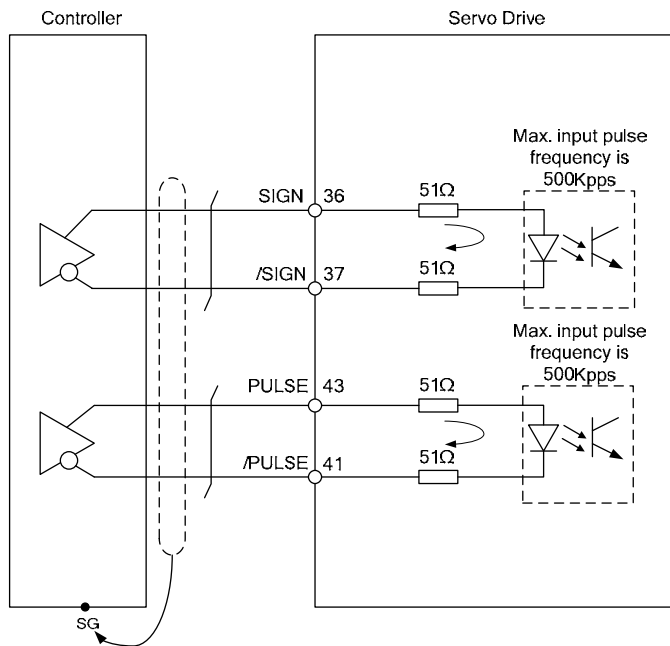 Controller
Servo Drive
Max. input pulse
frequency is
500Kpps
SIGN 36
51Ω
/SIGN 37
51Ω
Max. input pulse
frequency is
500Kpps
PULSE 43
51Ω
/PULSE 41
51Ω
SG